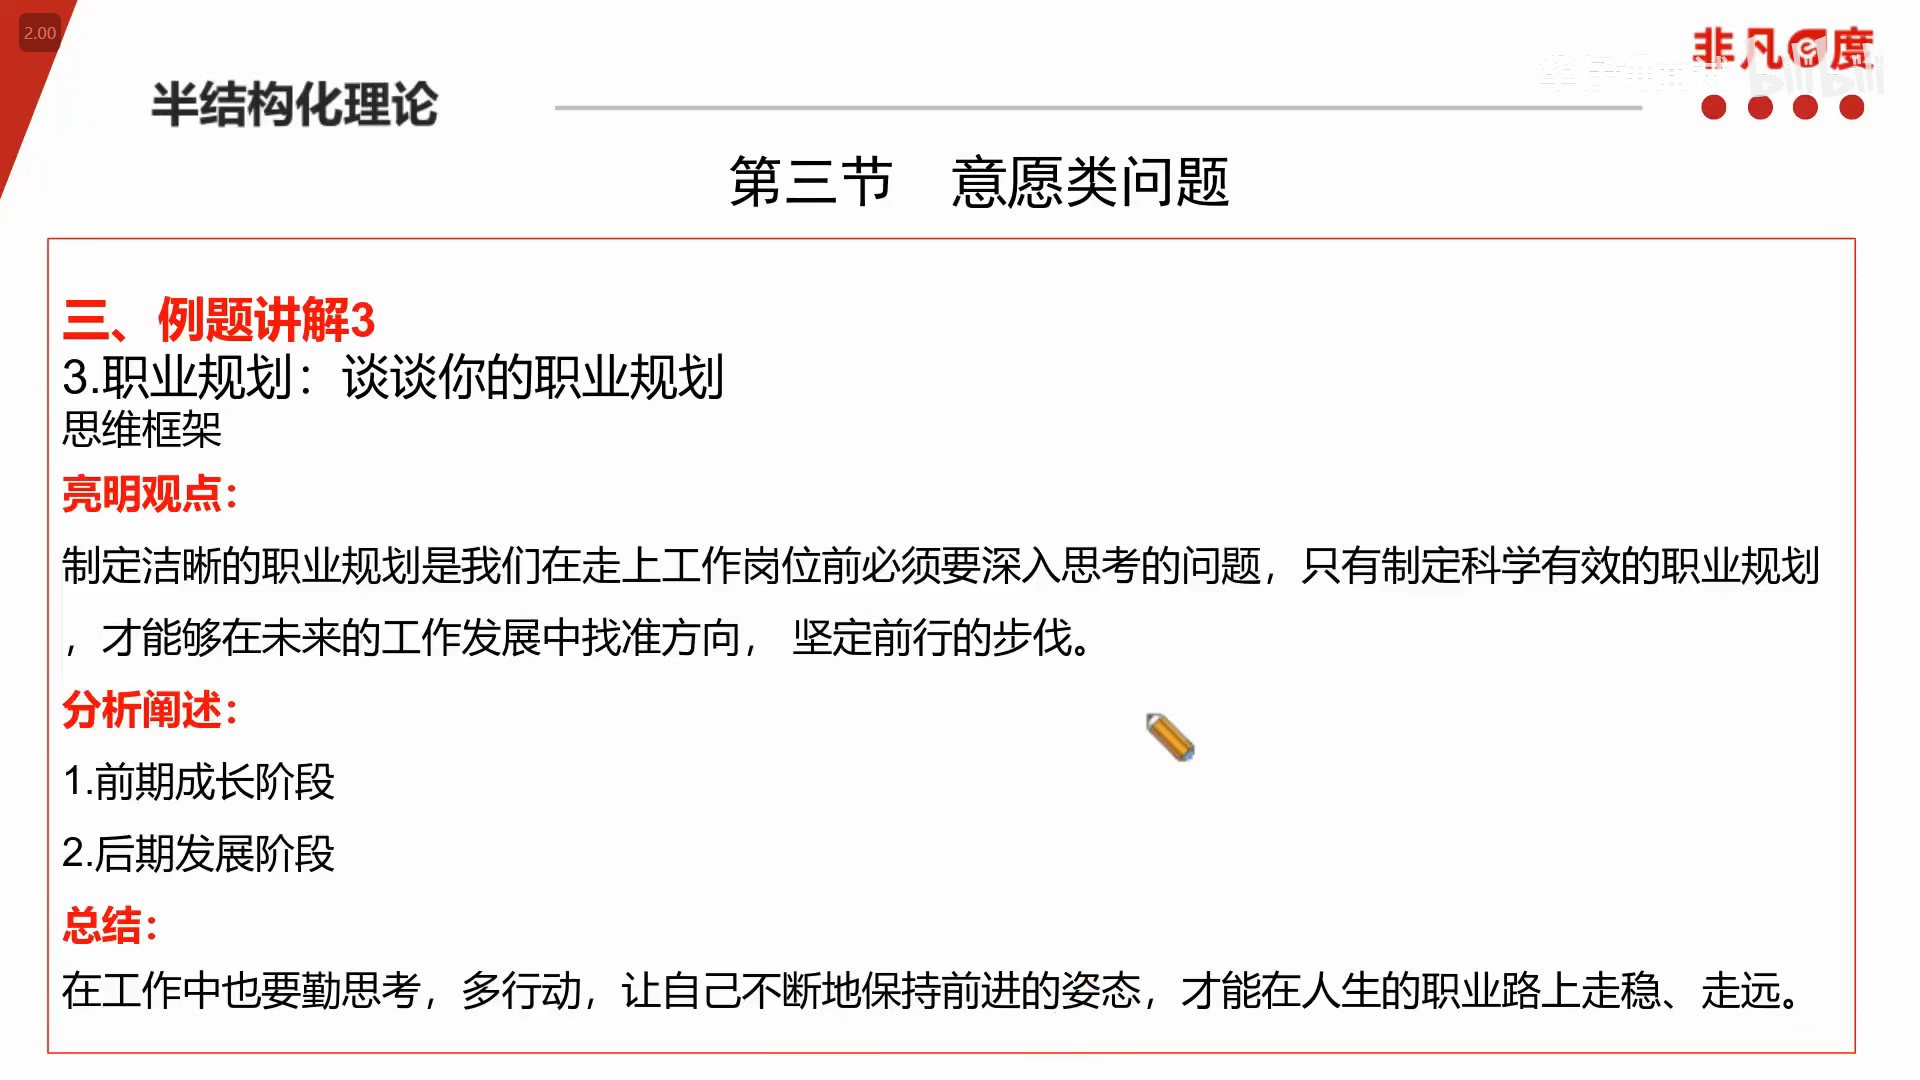 2.00
非凡e度
bilibili
半结构化理论
第三节 意愿类问题
三、例题讲解3
3.职业规划：谈谈你的职业规划
思维框架
亮明观点：
制定洁晰的职业规划是我们在走上工作岗位前必须要深入思考的问题，只有制定科学有效的职业规划
，才能够在未来的工作发展中找准方向， 坚定前行的步伐。
分析阐述：
1.前期成长阶段
2.后期发展阶段
总结：
在工作中也要勤思考，多行动，让自己不断地保持前进的姿态，才能在人生的职业路上走稳、走远。